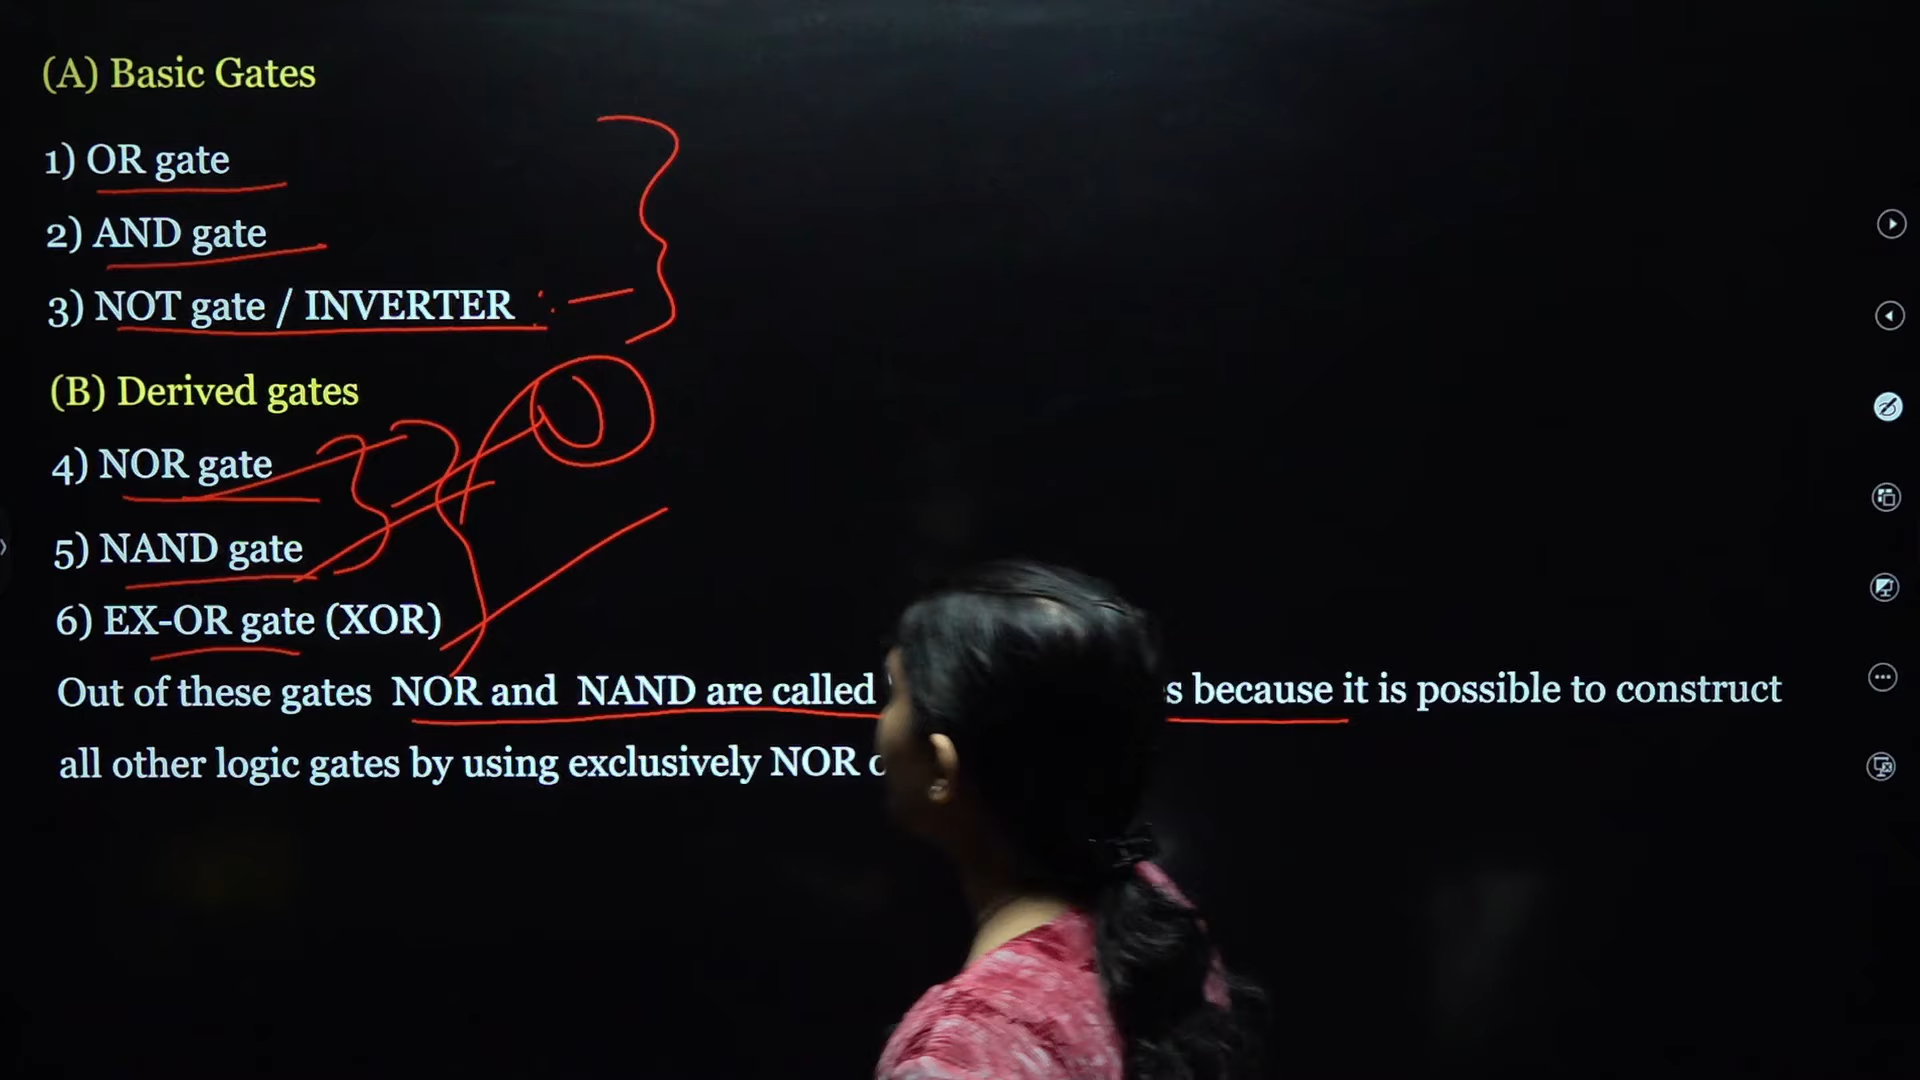 (A) Basic Gates
1) OR gate
2) AND gate
3) NOT gate / INVERTER :-
(B) Derived gates
4) NOR gate
5) NAND gate
6) EX-OR gate (XOR)
Out of these gates NOR and NAND are called because it is possible to construct
all other logic gates by using exclusively NOR